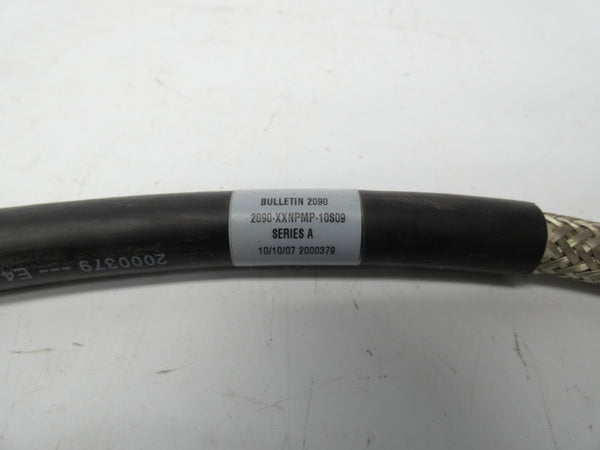 BULLETIN 2090
2090-XXNPMP-10S09
SERIES A
10/10/07 2000379
2000379 --- E4